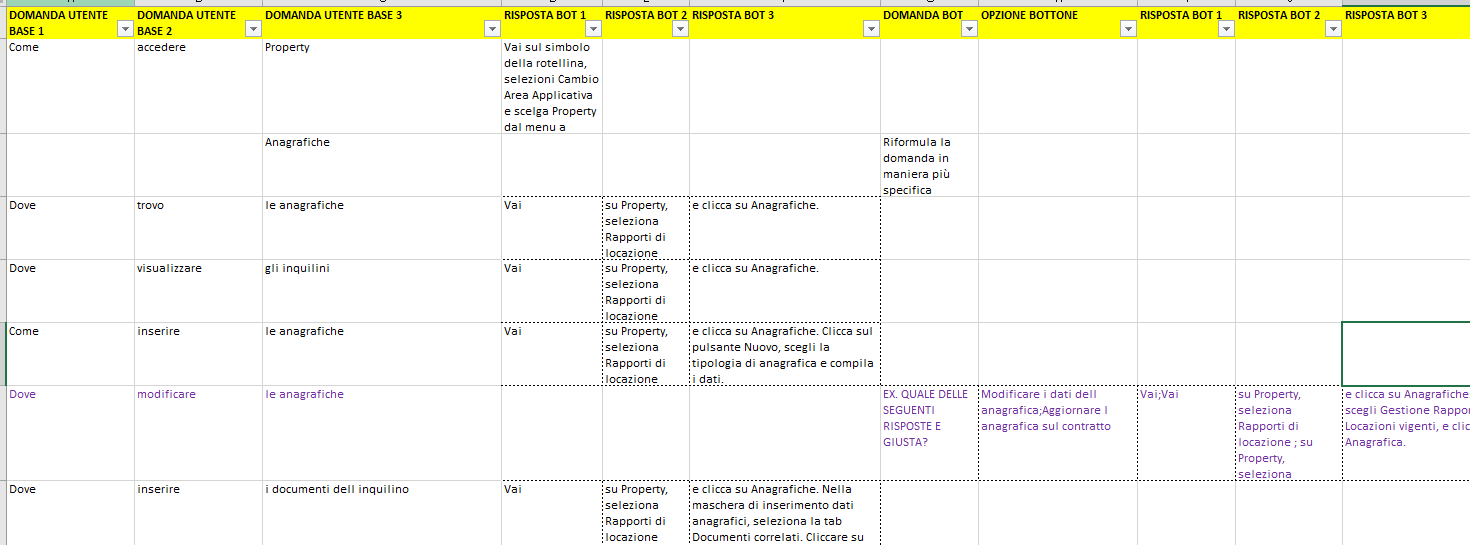 DOMANDA UTENTE
BASE 1
DOMANDA UTENTE
BASE 2
DOMANDA UTENTE BASE 3
RISPOSTA BOT 1
RISPOSTA BOT 2
RISPOSTA BOT 3
DOMANDA BOT
OPZIONE BOTTONE
RISPOSTA BOT 1
RISPOSTA BOT 2
RISPOSTA BOT 3
Come
accedere
Property
Vai sul simbolo
della rotellina,
selezioni Cambio
Area Applicativa
e scelga Property
dal menu a
Anagrafiche
Riformula la
domanda in
maniera più
specifica
Dove
trovo
le anagrafiche
Vai
su Property,
seleziona
Rapporti di
locazione
e clicca su Anagrafiche.
Dove
visualizzare
gli inquilini
Vai
su Property,
seleziona
Rapporti di
locazione
e clicca su Anagrafiche.
Come
inserire
le anagrafiche
Vai
su Property,
seleziona
Rapporti di
locazione
e clicca su Anagrafiche. Clicca sul
pulsante Nuovo, scegli la
tipologia di anagrafica e compila
i dati.
Dove
modificare
le anagrafiche
EX. QUALE DELLE
SEGUENTI
RISPOSTE E
GIUSTA?
Modificare i dati dell
anagrafica;Aggiornare l
anagrafica sul contratto
Vai;Vai
su Property,
seleziona
Rapporti di
locazione ; su
Property,
seleziona
e clicca su Anagrafiche
scegli Gestione
Locazioni vigenti, e
Anagrafica.
Dove
inserire
i documenti dell inquilino
Vai
su Property,
seleziona
Rapporti di
locazione
e clicca su Anagrafiche. Nella
maschera di inserimento dati
anagrafici, seleziona la tab
Documenti correlati. Cliccare su